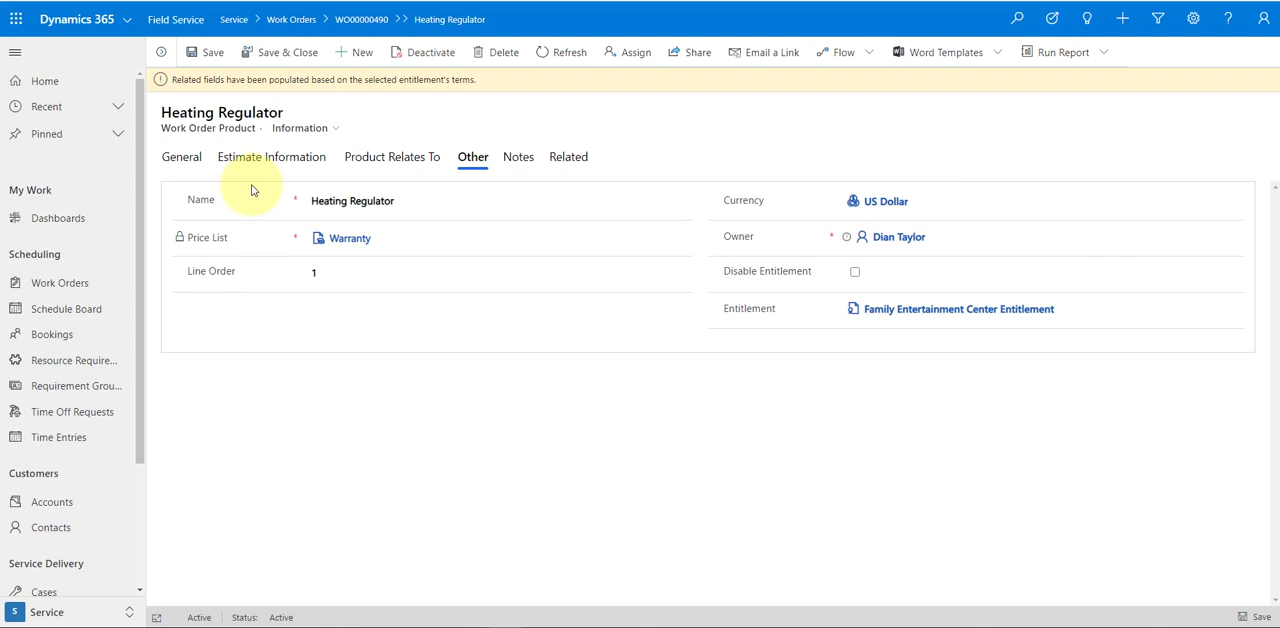 Dynamics 365 Field Service Service Work Orders WO00000490 Heating Regulator
Save Save & Close New Deactivate Delete Refresh Assign Share Email a Link Flow Word Templates Run Report
Related fields have been populated based on the selected entitlement's terms.
Home
Recent
Pinned
My Work
Dashboards
Scheduling
Work Orders
Schedule Board
Bookings
Resource Require...
Requirement Grou...
Time Off Requests
Time Entries
Customers
Accounts
Contacts
Service Delivery
Cases
S Service
Heating Regulator
Work Order Product · Information
General Estimate Information Product Relates To Other Notes Related
Name * Heating Regulator
Price List * Warranty
Line Order 1
Currency US Dollar
Owner * Dian Taylor
Disable Entitlement
Entitlement Family Entertainment Center Entitlement
Active Status: Active Save